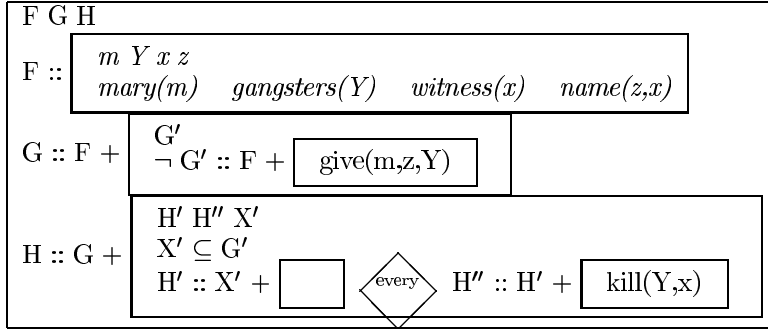 F G H
m Y x z
F :: mary(m) gangsters(Y) witness(x) name(z,x)
G′
G :: F + ¬ G′ :: F + give(m,z,Y)
H′ H′′ X′
X′ ⊆ G′
H :: G + H′ :: X′ + every H′′ :: H′ + kill(Y,x)